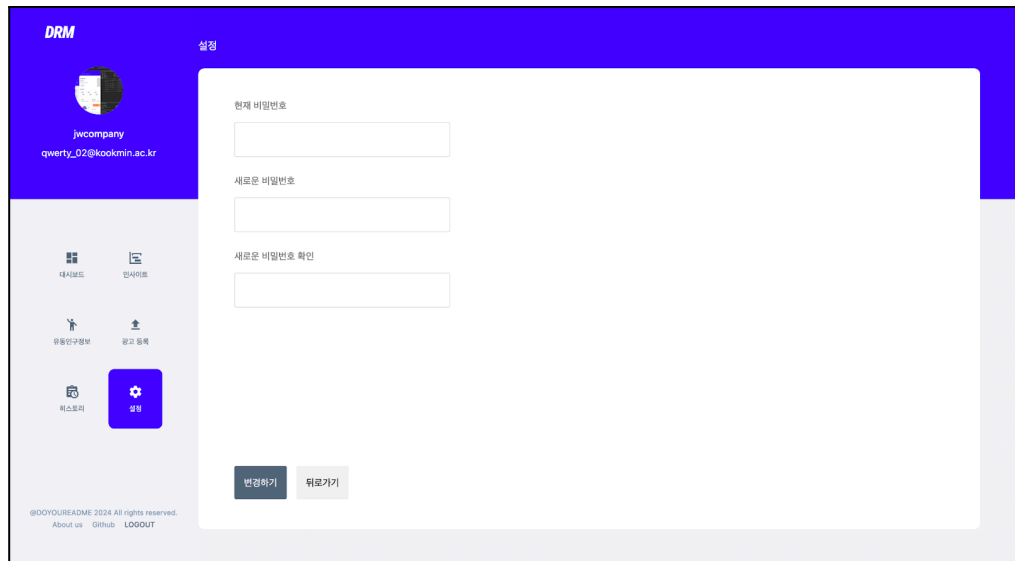 DRM
설정
jwcompany
qwerty_02@kookmin.ac.kr
현재 비밀번호
새로운 비밀번호
새로운 비밀번호 확인
대시보드 인사이트
유동인구정보 광고 등록
히스토리 설정
변경하기 뒤로가기
@DOYOUREADME 2024 All rights reserved.
About us Github LOGOUT